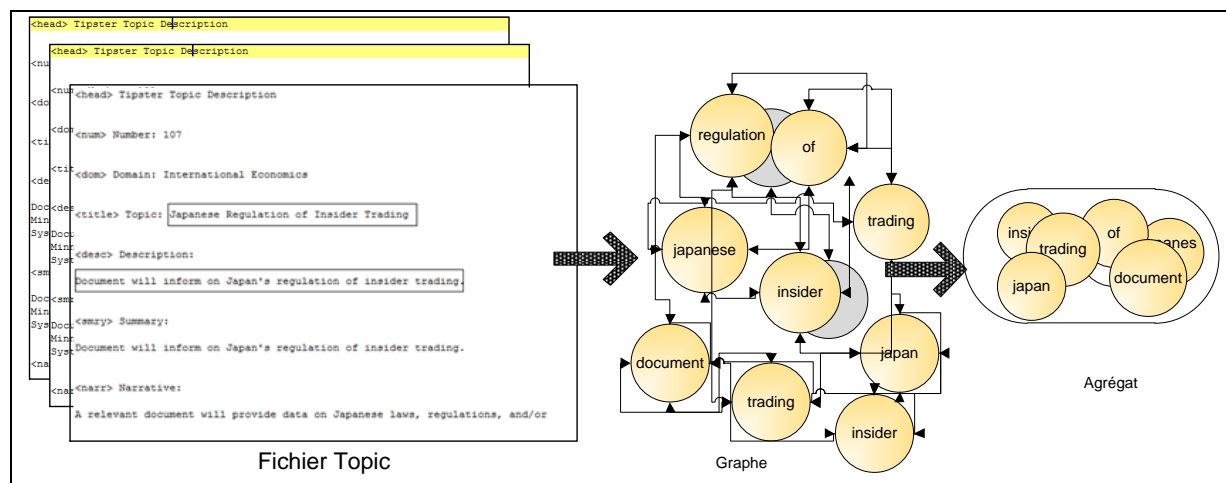 <head> Tipster Topic Description
<head> Tipster Topic Description
<head> Tipster Topic Description
<num> Number: 107
<dom> Domain: International Economics
<title> Topic: Japanese Regulation of Insider Trading
<desc> Description:
Document will inform on Japan's regulation of insider trading.
<smry> Summary:
Document will inform on Japan's regulation of insider trading.
<narr> Narrative:
A relevant document will provide data on Japanese laws, regulations, and/or
Fichier Topic
regulation
of
trading
japanese
insider
document
japan
trading
insider
Graphe
insi
trading
of
anes
japan
document
Agrégat